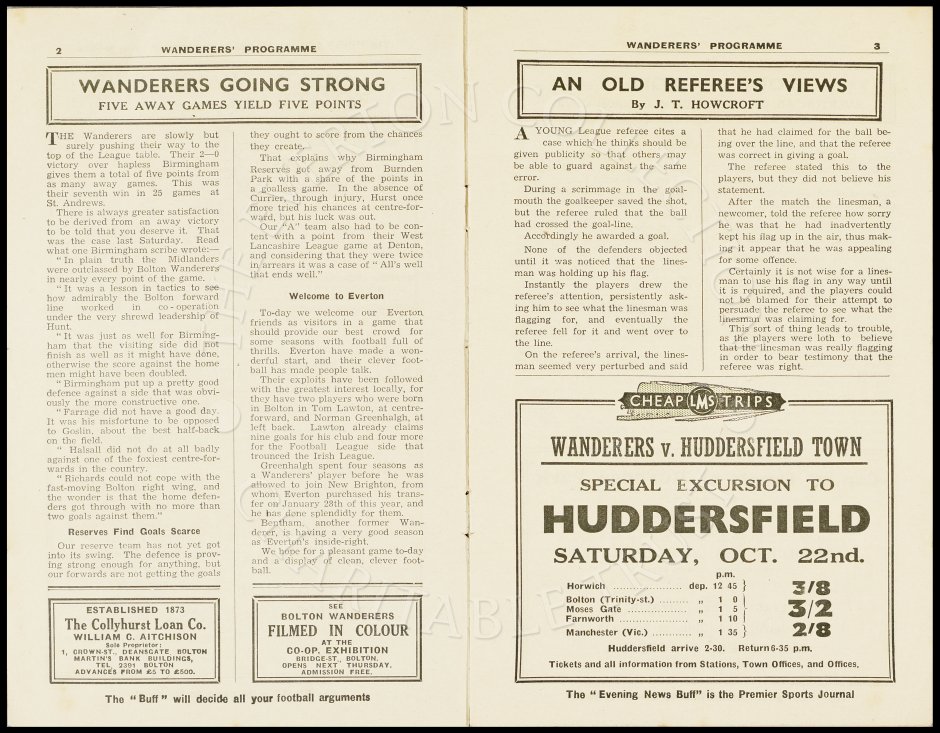 2
WANDERERS' PROGRAMME
WANDERERS GOING STRONG
FIVE AWAY GAMES YIELD FIVE POINTS
THE Wanderers are slowly but
surely pushing their way to the
top of the League table. Their 2—0
victory over hapless Birmingham
gives them a total of five points from
as many away games. This was
their seventh win in 25 games at
St. Andrews.
There is always greater satisfaction
to be derived from an away victory
to be told that you deserve it. That
was the case last Saturday. Read
what one Birmingham scribe wrote:—
"In plain truth the Midlanders
were outclassed by Bolton Wanderers
in nearly every point of the game.
"It was a lesson in tactics to see
how admirably the Bolton forward
line worked in co-operation
under the very shrewd leadership of
Hunt.
"It was just as well for Birming-
ham that the visiting side did not
finish as well as it might have done,
otherwise the score against the home
men might have been doubled.
"Birmingham put up a pretty good
defence against a side that was obvi-
ously the more constructive one.
"Farrage did not have a good day.
It was his misfortune to be opposed
to Goslin, about the best half-back
on the field.
"Halsall did not do at all badly
against one of the foxiest centre-for-
wards in the country.
"Richards could not cope with the
fast-moving Bolton right wing, and
the wonder is that the home defen-
ders got through with no more than
two goals against them."
Reserves Find Goals Scarce
Our reserve team has not yet got
into its swing. The defence is prov-
ing strong enough for anything, but
our forwards are not getting the goals
they ought to score from the chances
they create.
That explains why Birmingham
Reserves got away from Burnden
Park with a share of the points in
a goalless game. In the absence of
Currier, through injury, Hurst once
more tried his chances at centre-for-
ward, but his luck was out.
Our "A" team also had to be con-
tent with a point from their West
Lancashire League game at Denton,
and considering that they were twice
in arrears it was a case of "All's well
that ends well."
Welcome to Everton
To-day we welcome our Everton
friends as visitors in a game that
should provide our best crowd for
some seasons with football full of
thrills. Everton have made a won-
derful start, and their clever foot-
ball has made people talk.
Their exploits have been followed
with the greatest interest locally, for
they have two players who were born
in Bolton in Tom Lawton, at centre-
forward, and Norman Greenhalgh, at
left back. Lawton already claims
nine goals for his club and four more
for the Football League side that
trounced the Irish League.
Greenhalgh spent four seasons as
a Wanderers' player before he was
allowed to join New Brighton, from
whom Everton purchased his trans-
fer on January 28th of this year, and
he has done splendidly for them.
Bentham, another former Wan-
derer, is having a very good season
as Everton's inside-right.
We hope for a pleasant game to-day
and a display of clean, clever foot-
ball.
ESTABLISHED 1873
The Collyhurst Loan Co.
WILLIAM C. AITCHISON
Sole Proprietor:
1, CROWN-ST., DEANSGATE BOLTON
MARTIN'S BANK BUILDINGS,
TEL. 2391 BOLTON
ADVANCES FROM £5 TO £500.
SEE
BOLTON WANDERERS
FILMED IN COLOUR
AT THE
CO-OP. EXHIBITION
BRIDGE-ST., BOLTON,
OPENS NEXT THURSDAY,
ADMISSION FREE.
The "Buff" will decide all your football arguments
WANDERERS' PROGRAMME
3
AN OLD REFEREE'S VIEWS
By J. T. HOWCROFT
A YOUNG League referee cites a
case which he thinks should be
given publicity so that others may
be able to guard against the same
error.
During a scrimmage in the goal-
mouth the goalkeeper saved the shot,
but the referee ruled that the ball
had crossed the goal-line.
Accordingly he awarded a goal.
None of the defenders objected
until it was noticed that the lines-
man was holding up his flag.
Instantly the players drew the
referee's attention, persistently ask-
ing him to see what the linesman was
flagging for, and eventually the
referee fell for it and went over to
the line.
On the referee's arrival, the lines-
man seemed very perturbed and said
that he had claimed for the ball be-
ing over the line, and that the referee
was correct in giving a goal.
The referee stated this to the
players, but they did not believe his
statement.
After the match the linesman, a
newcomer, told the referee how sorry
he was that he had inadvertently
kept his flag up in the air, thus mak-
ing it appear that he was appealing
for some offence.
Certainly it is not wise for a lines-
man to use his flag in any way until
it is required, and the players could
not be blamed for their attempt to
persuade the referee to see what the
linesman was claiming for.
This sort of thing leads to trouble,
as the players were loth to believe
that the linesman was really flagging
in order to bear testimony that the
referee was right.
CHEAP LMS TRIPS
WANDERERS v. HUDDERSFIELD TOWN
SPECIAL EXCURSION TO
HUDDERSFIELD
SATURDAY, OCT. 22nd.
p.m.
Horwich ........ dep. 12 45 } 3/8
Bolton (Trinity-st.) ...... ,, 1 0
Moses Gate ........ ,, 1 5 } 3/2
Farnworth ........ ,, 1 10
Manchester (Vic.) ........ ,, 1 35 } 2/8
Huddersfield arrive 2-30. Return 6-35 p.m.
Tickets and all information from Stations, Town Offices, and Offices.
The "Evening News Buff" is the Premier Sports Journal